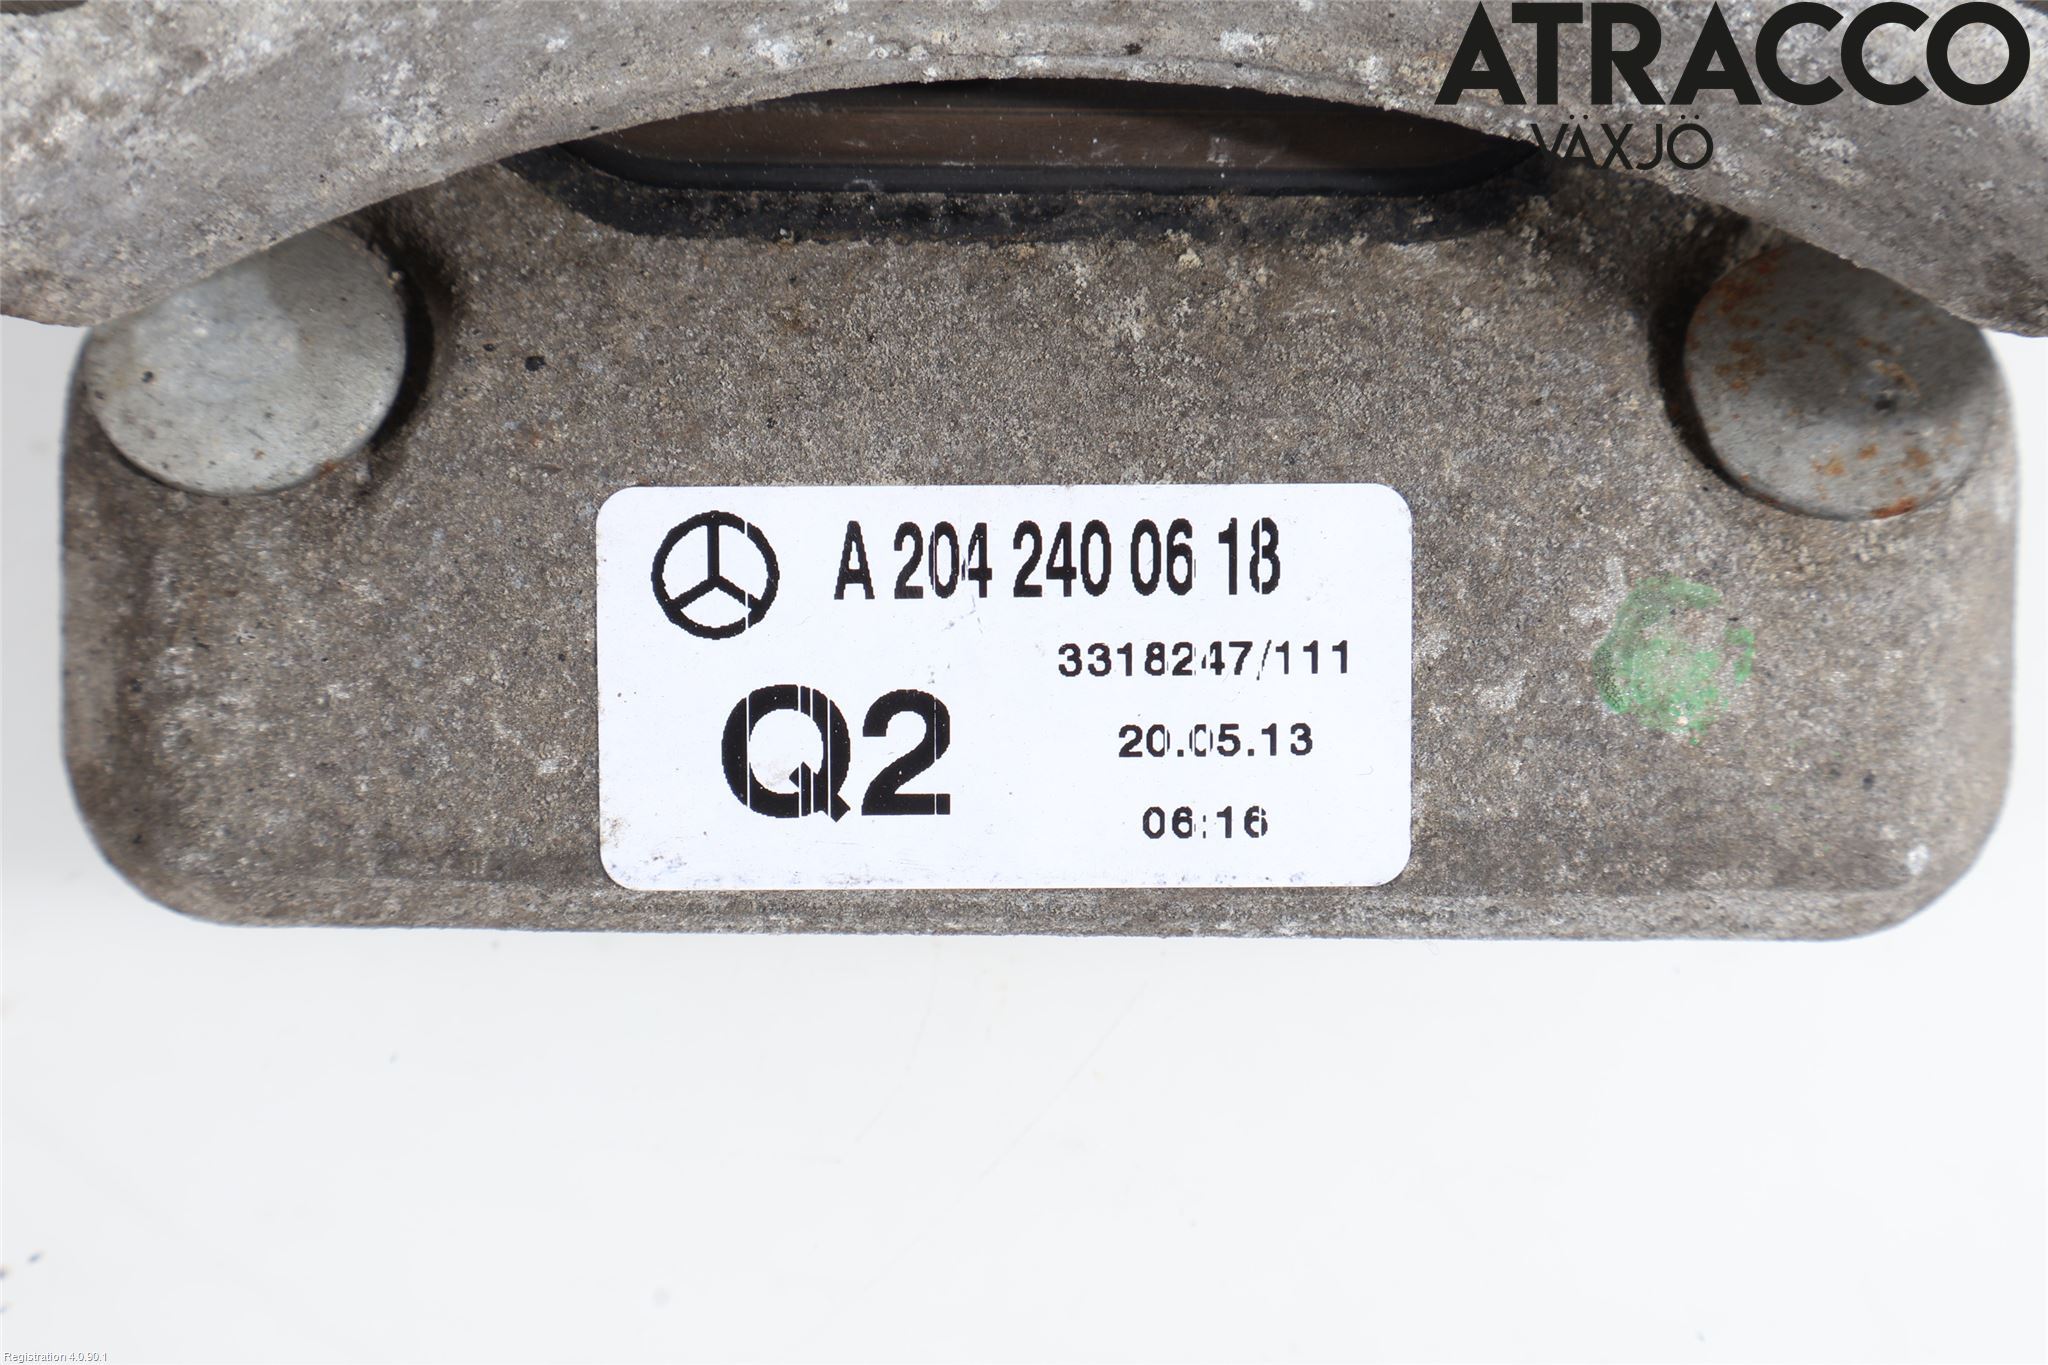 ATRACCO
VÄXJÖ
A 204 240 06 18
3318247/111
Q2
20.05.13
06:16
Registration 4.0.90.1